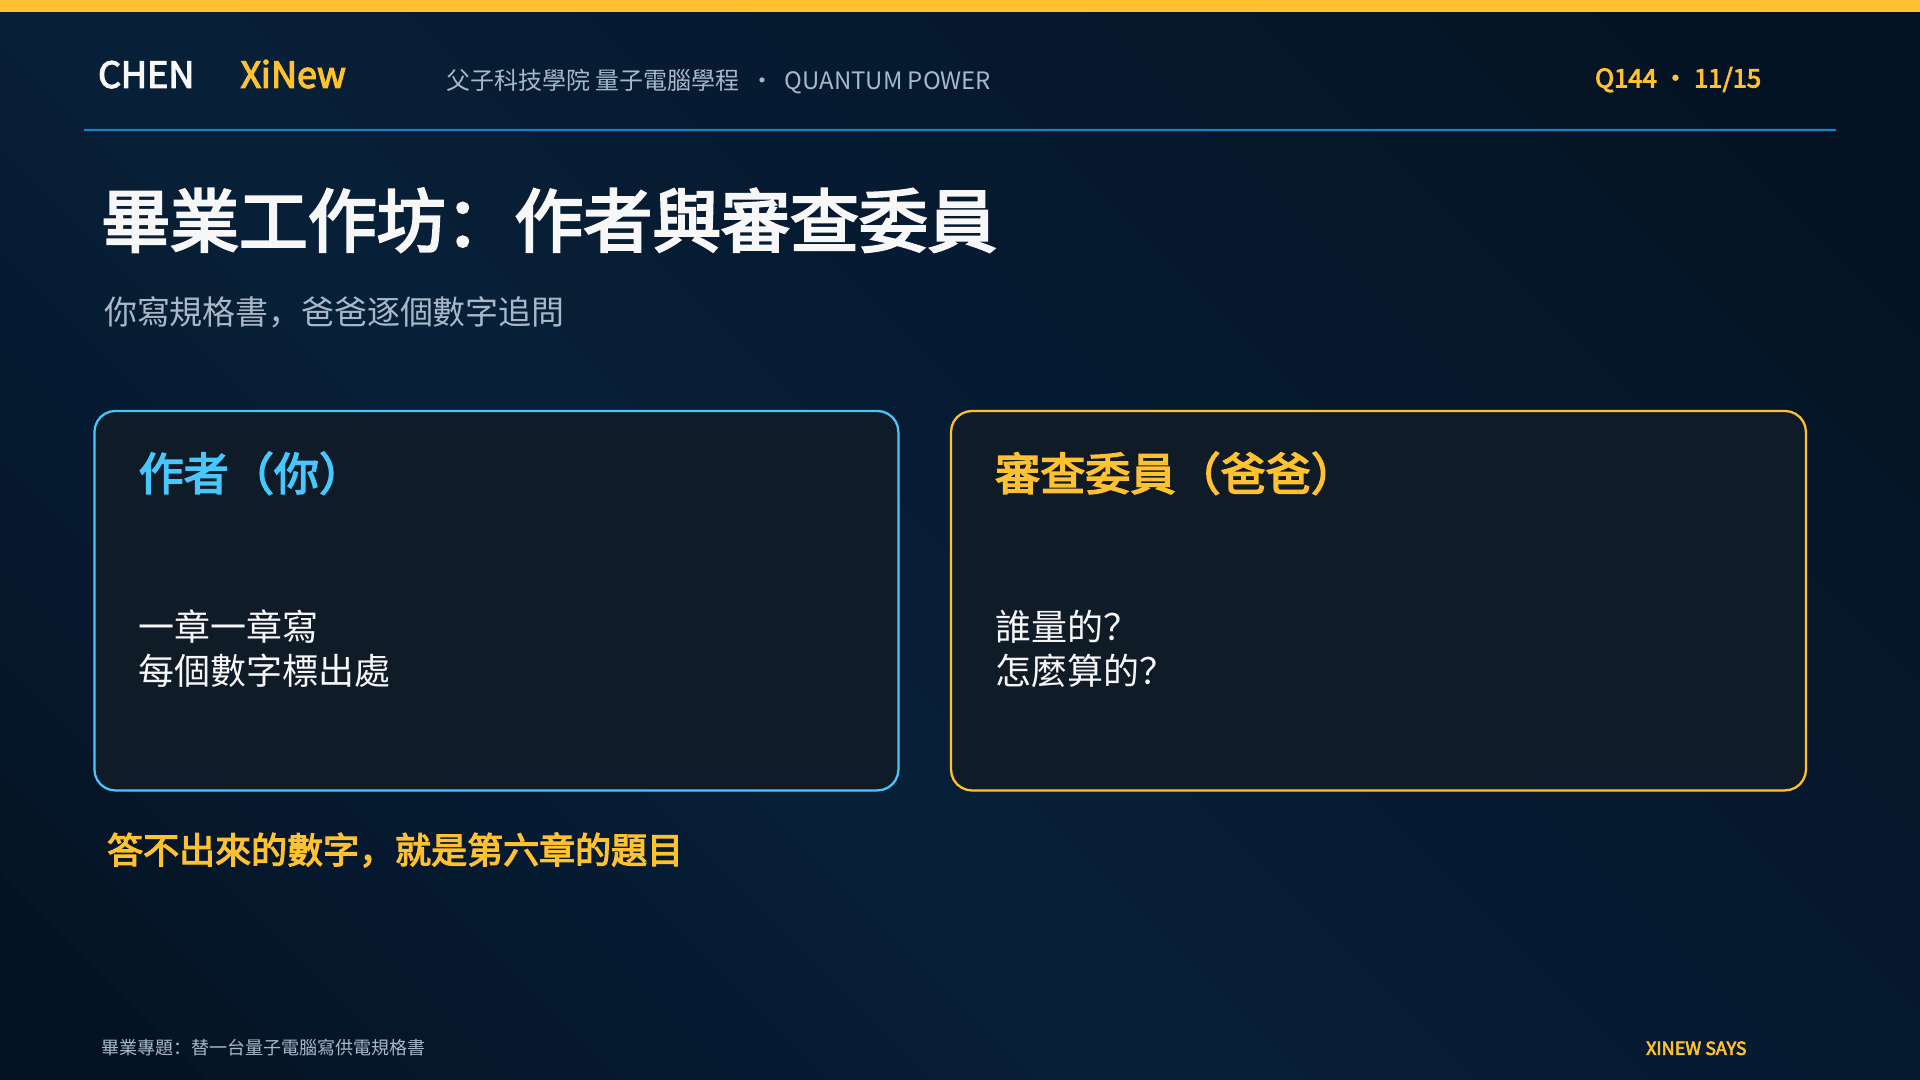 CHEN XiNew 父子科技學院 量子電腦學程 · QUANTUM POWER Q144 · 11/15
畢業工作坊：作者與審查委員
你寫規格書，爸爸逐個數字追問
作者（你）
一章一章寫
每個數字標出處
審查委員（爸爸）
誰量的？
怎麼算的？
答不出來的數字，就是第六章的題目
畢業專題：替一台量子電腦寫供電規格書 XINEW SAYS